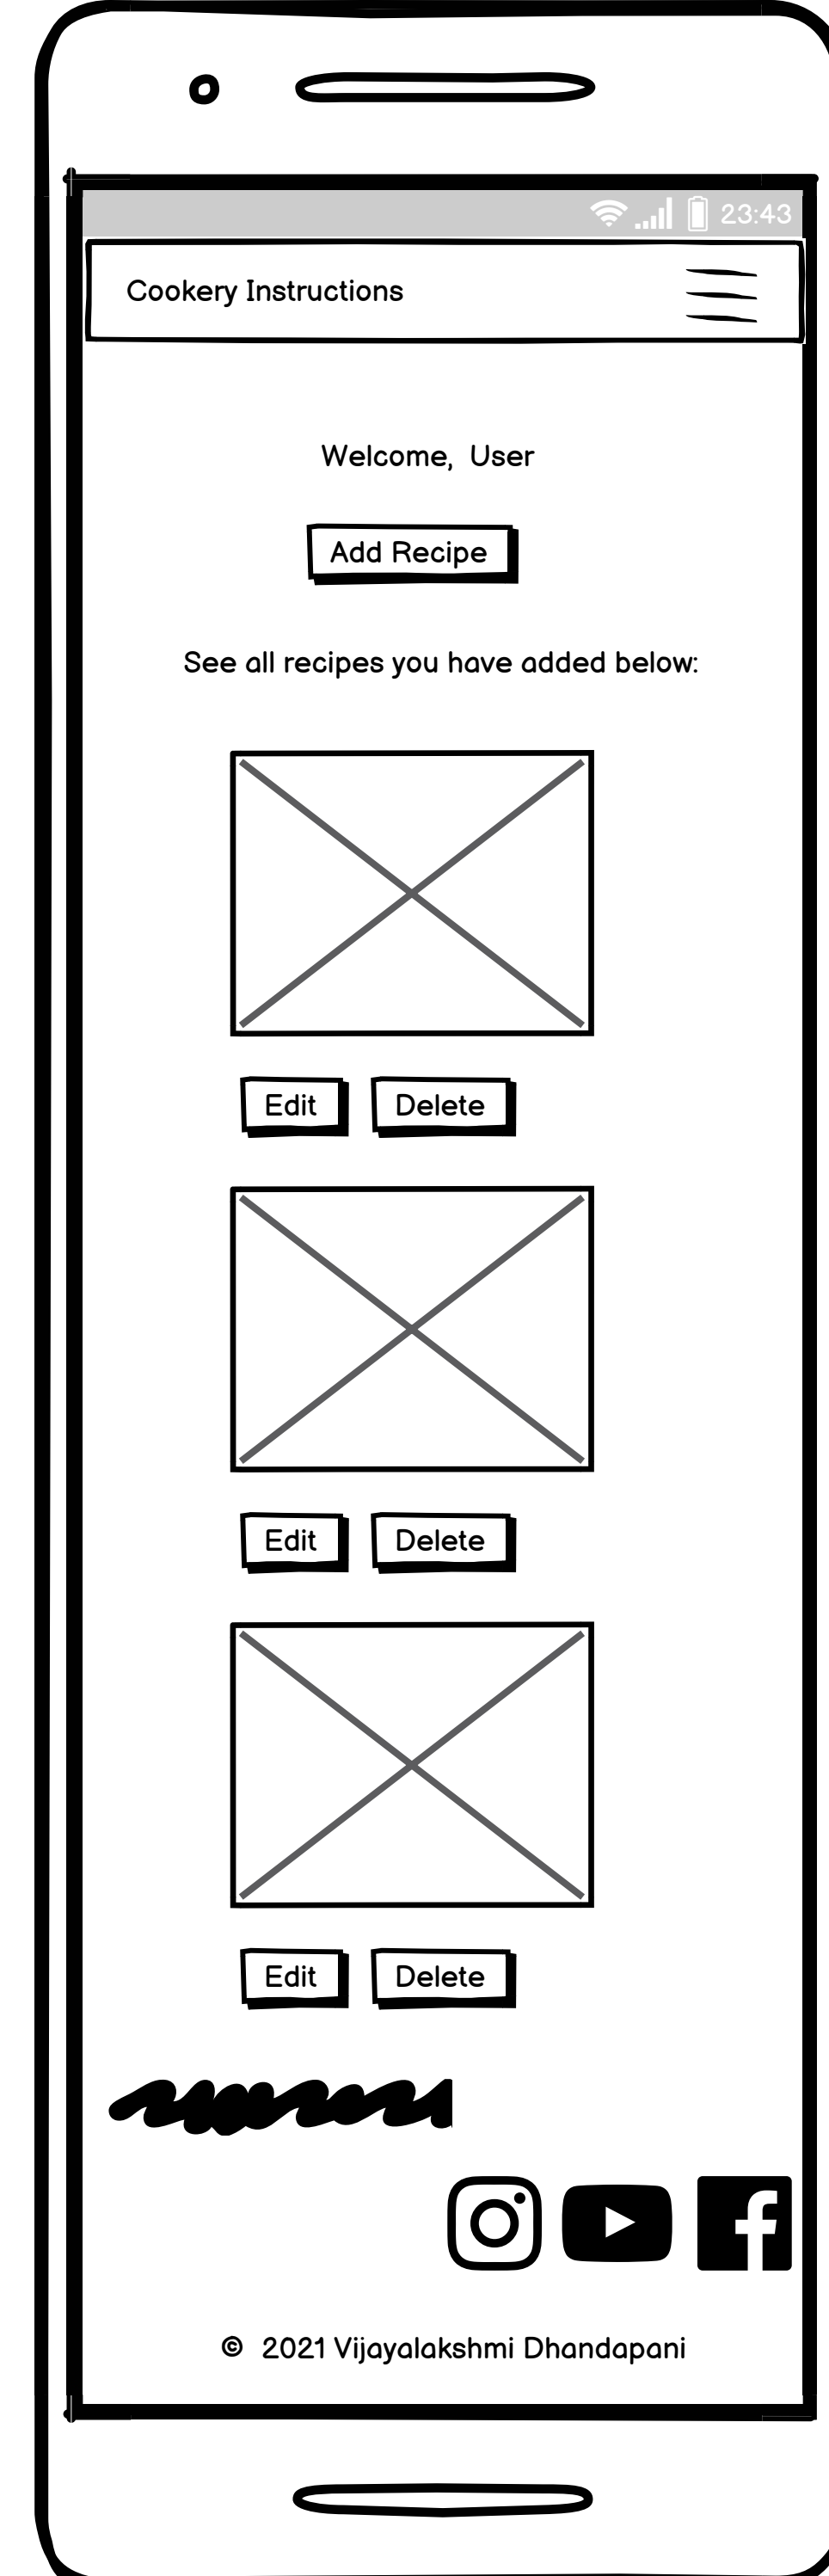 23:43
Cookery Instructions
Welcome, User
Add Recipe
See all recipes you have added below:
Edit Delete
Edit Delete
Edit Delete
© 2021 Vijayalakshmi Dhandapani